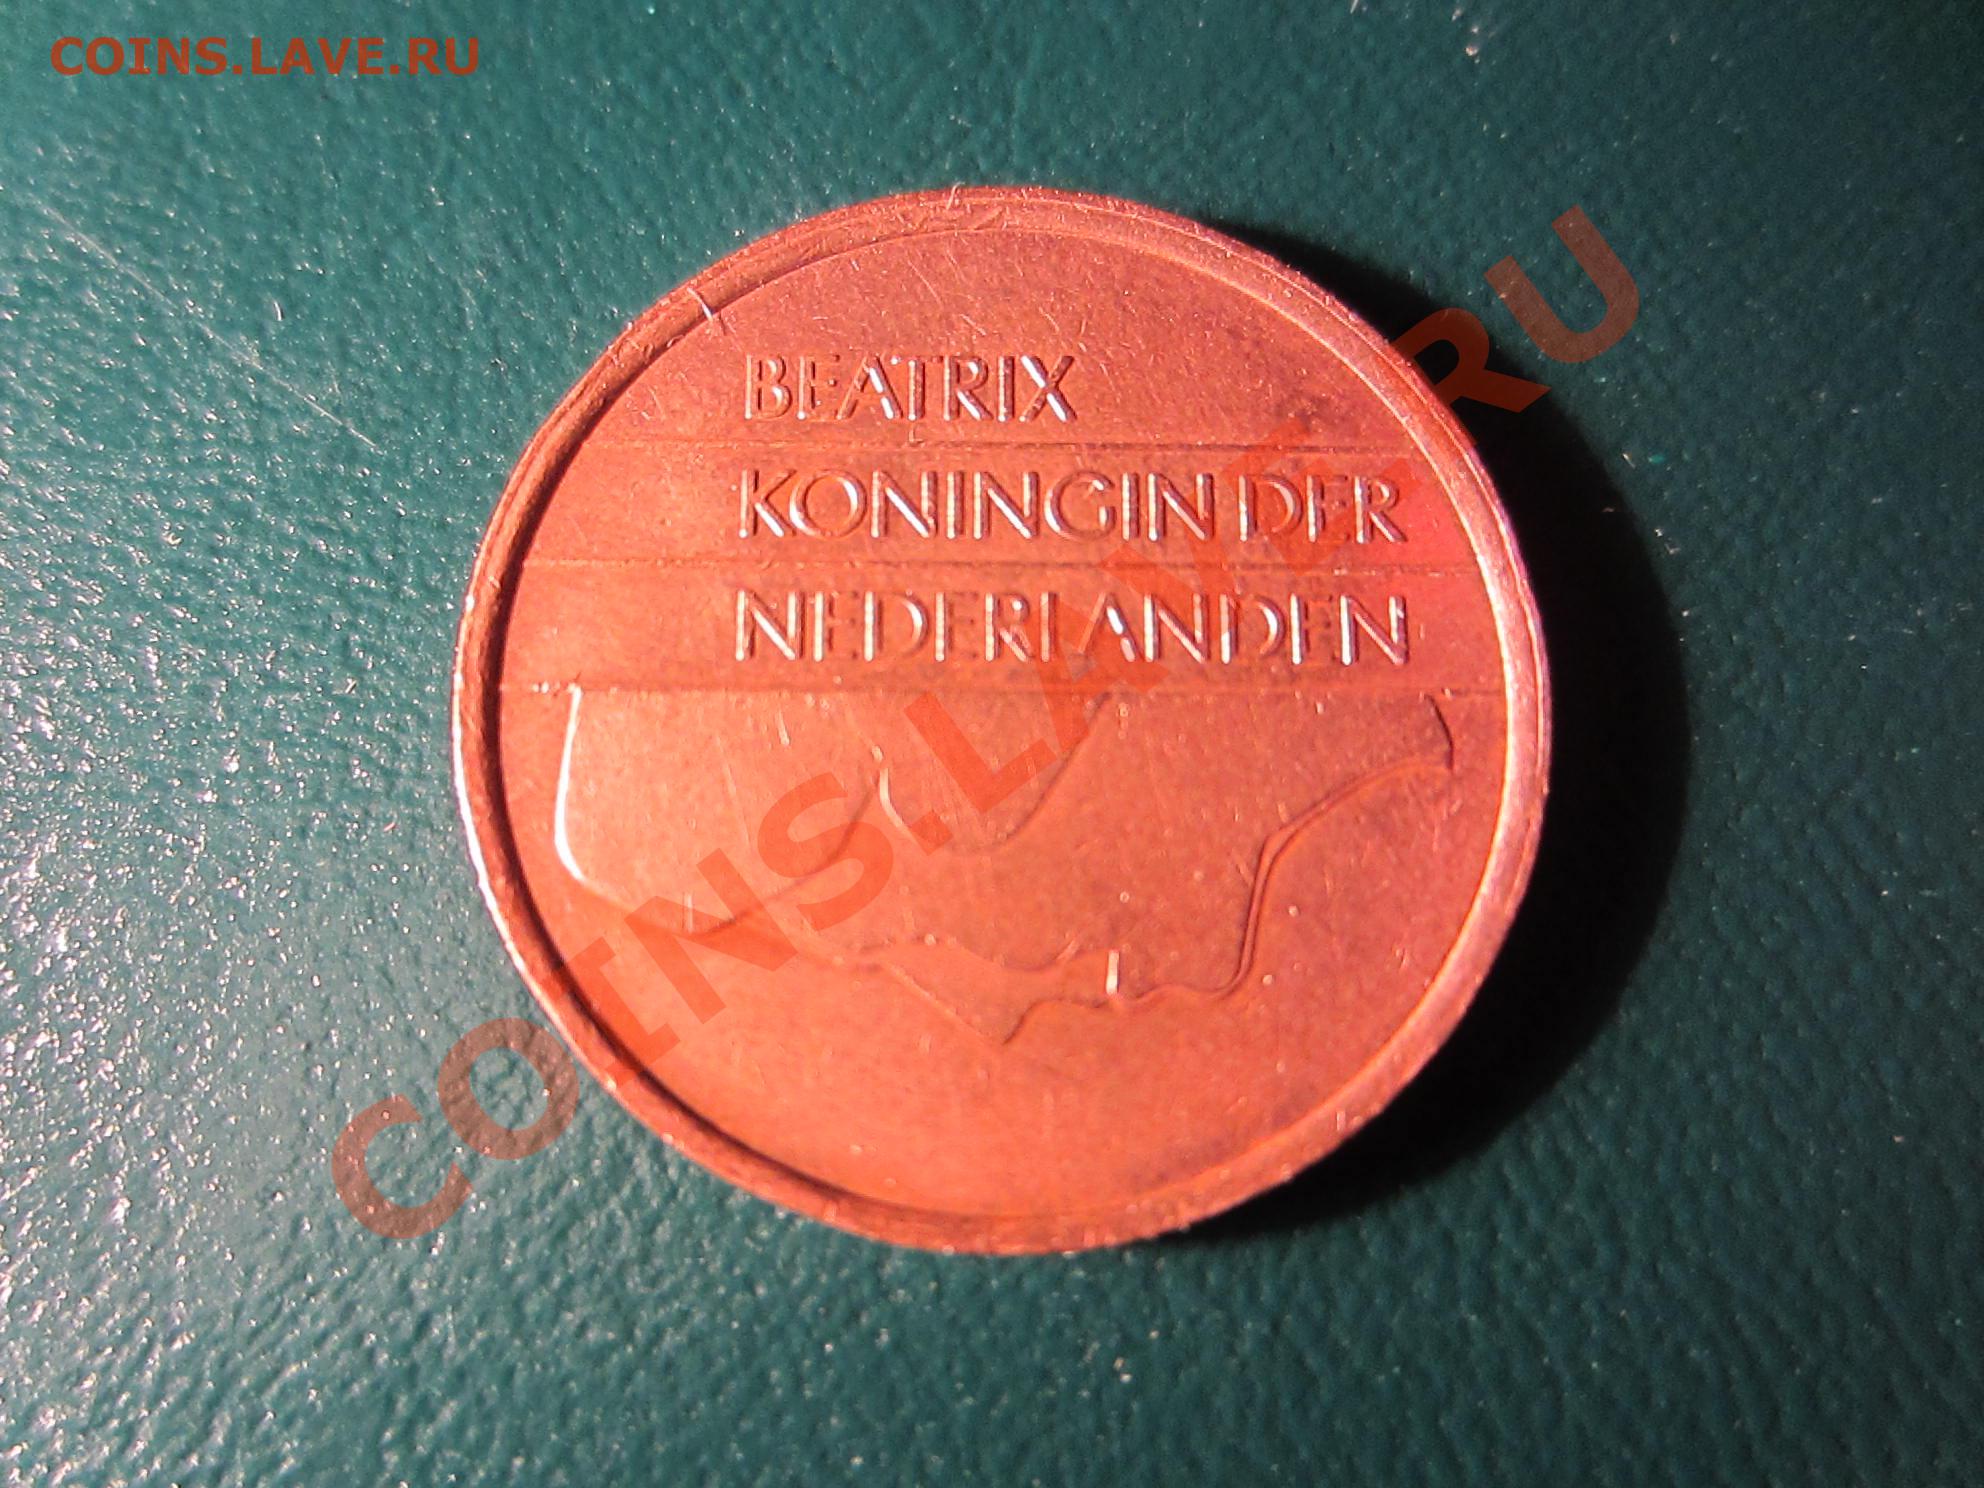 COINS.LAVE.RU
BEATRIX
KONINGIN DER
NEDERLANDEN
COINS.LAVE.RU